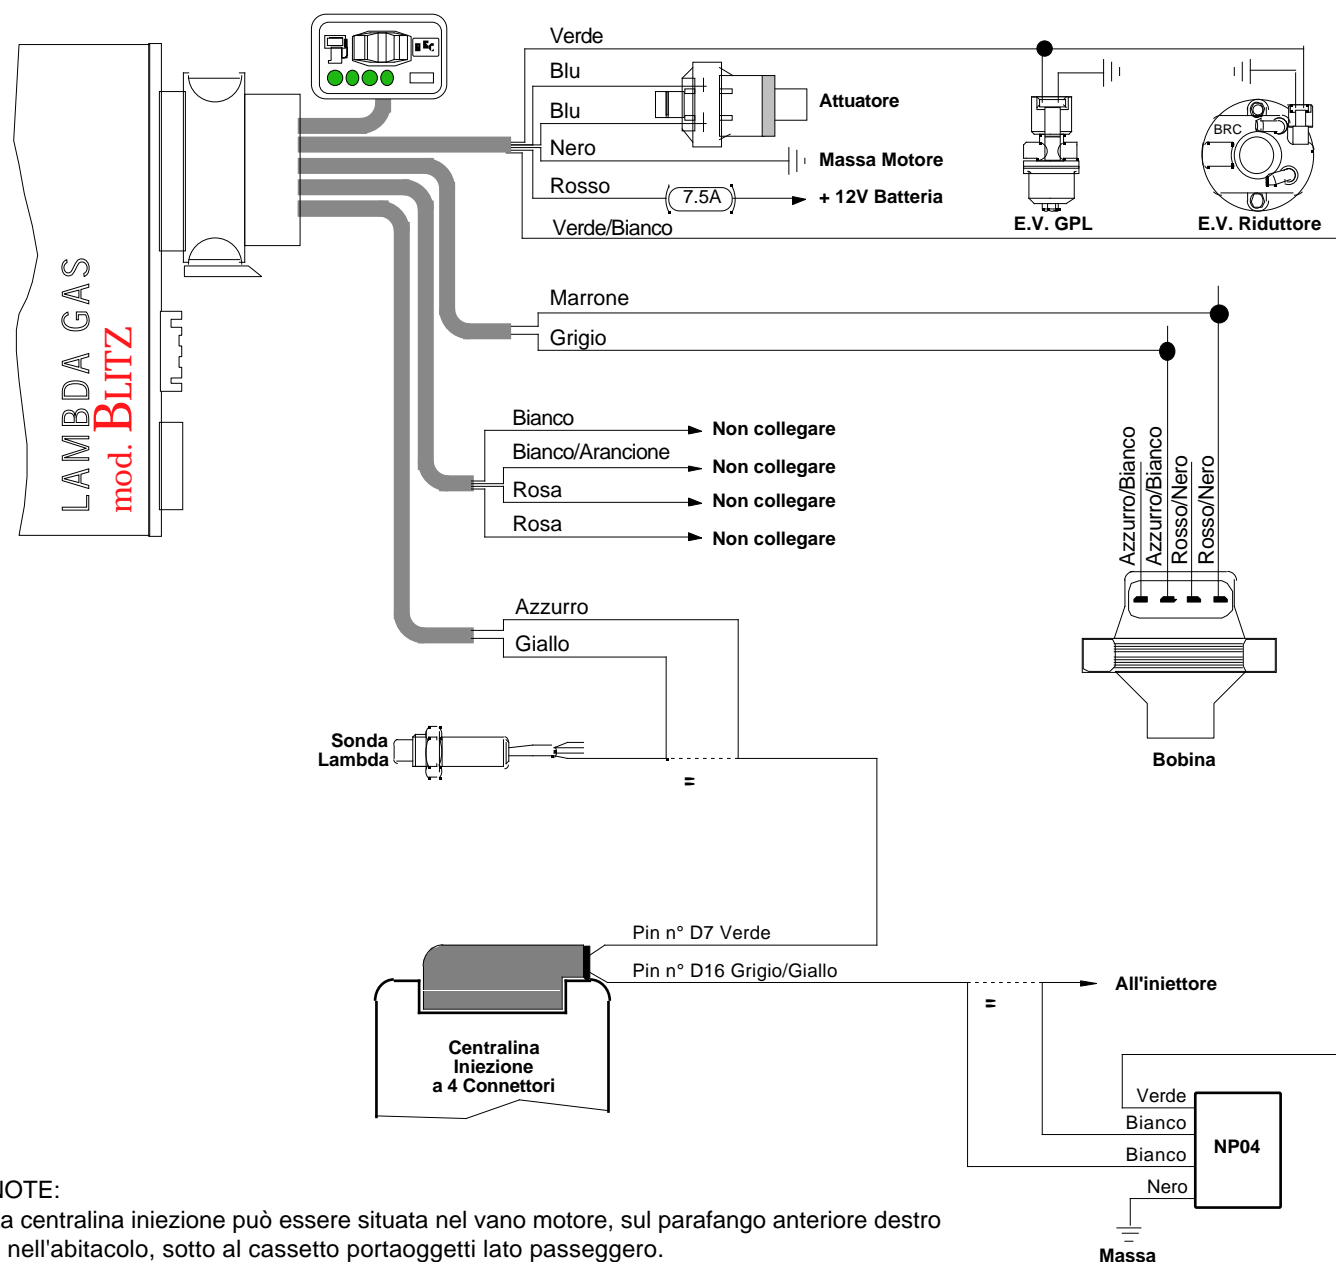 Verde
Blu
Attuatore
Blu
Nero
Massa Motore
Rosso
7.5A
+ 12V Batteria
Verde/Bianco
BRC
E.V. GPL
E.V. Riduttore
LAMBDA GAS
mod. BLITZ
Marrone
Grigio
Bianco
Non collegare
Bianco/Arancione
Non collegare
Rosa
Non collegare
Rosa
Non collegare
Azzurro/Bianco
Azzurro/Bianco
Rosso/Nero
Rosso/Nero
Azzurro
Giallo
Sonda
Lambda
Bobina
Pin n° D7 Verde
Pin n° D16 Grigio/Giallo
All'iniettore
Centralina
Iniezione
a 4 Connettori
Verde
Bianco
Bianco
Nero
NP04
Massa
NOTE:
a centralina iniezione può essere situata nel vano motore, sul parafango anteriore destro
nell'abitacolo, sotto al cassetto portaoggetti lato passeggero.